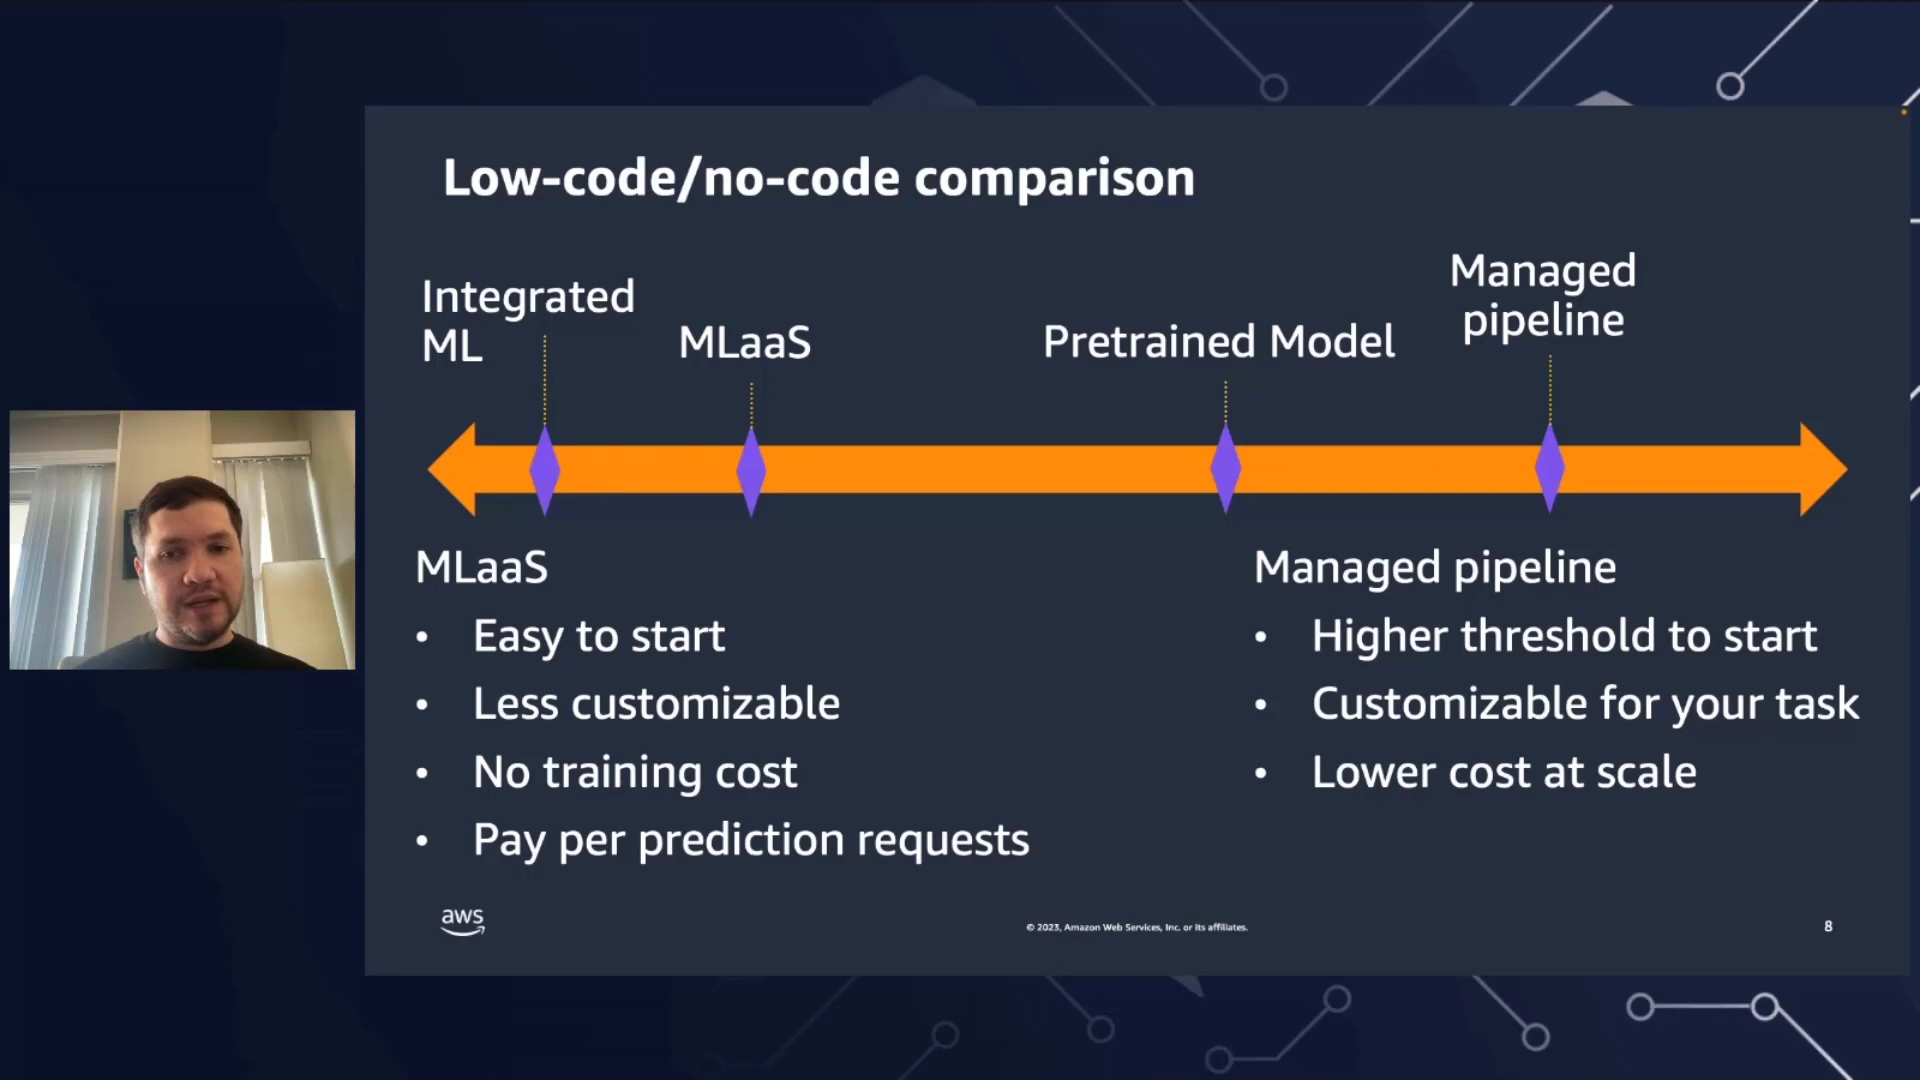 Low-code/no-code comparison
Integrated
ML
MLaaS
Pretrained Model
Managed
pipeline
MLaaS
• Easy to start
• Less customizable
• No training cost
• Pay per prediction requests
Managed pipeline
• Higher threshold to start
• Customizable for your task
• Lower cost at scale
aws
© 2023, Amazon Web Services, Inc. or its affiliates.
8